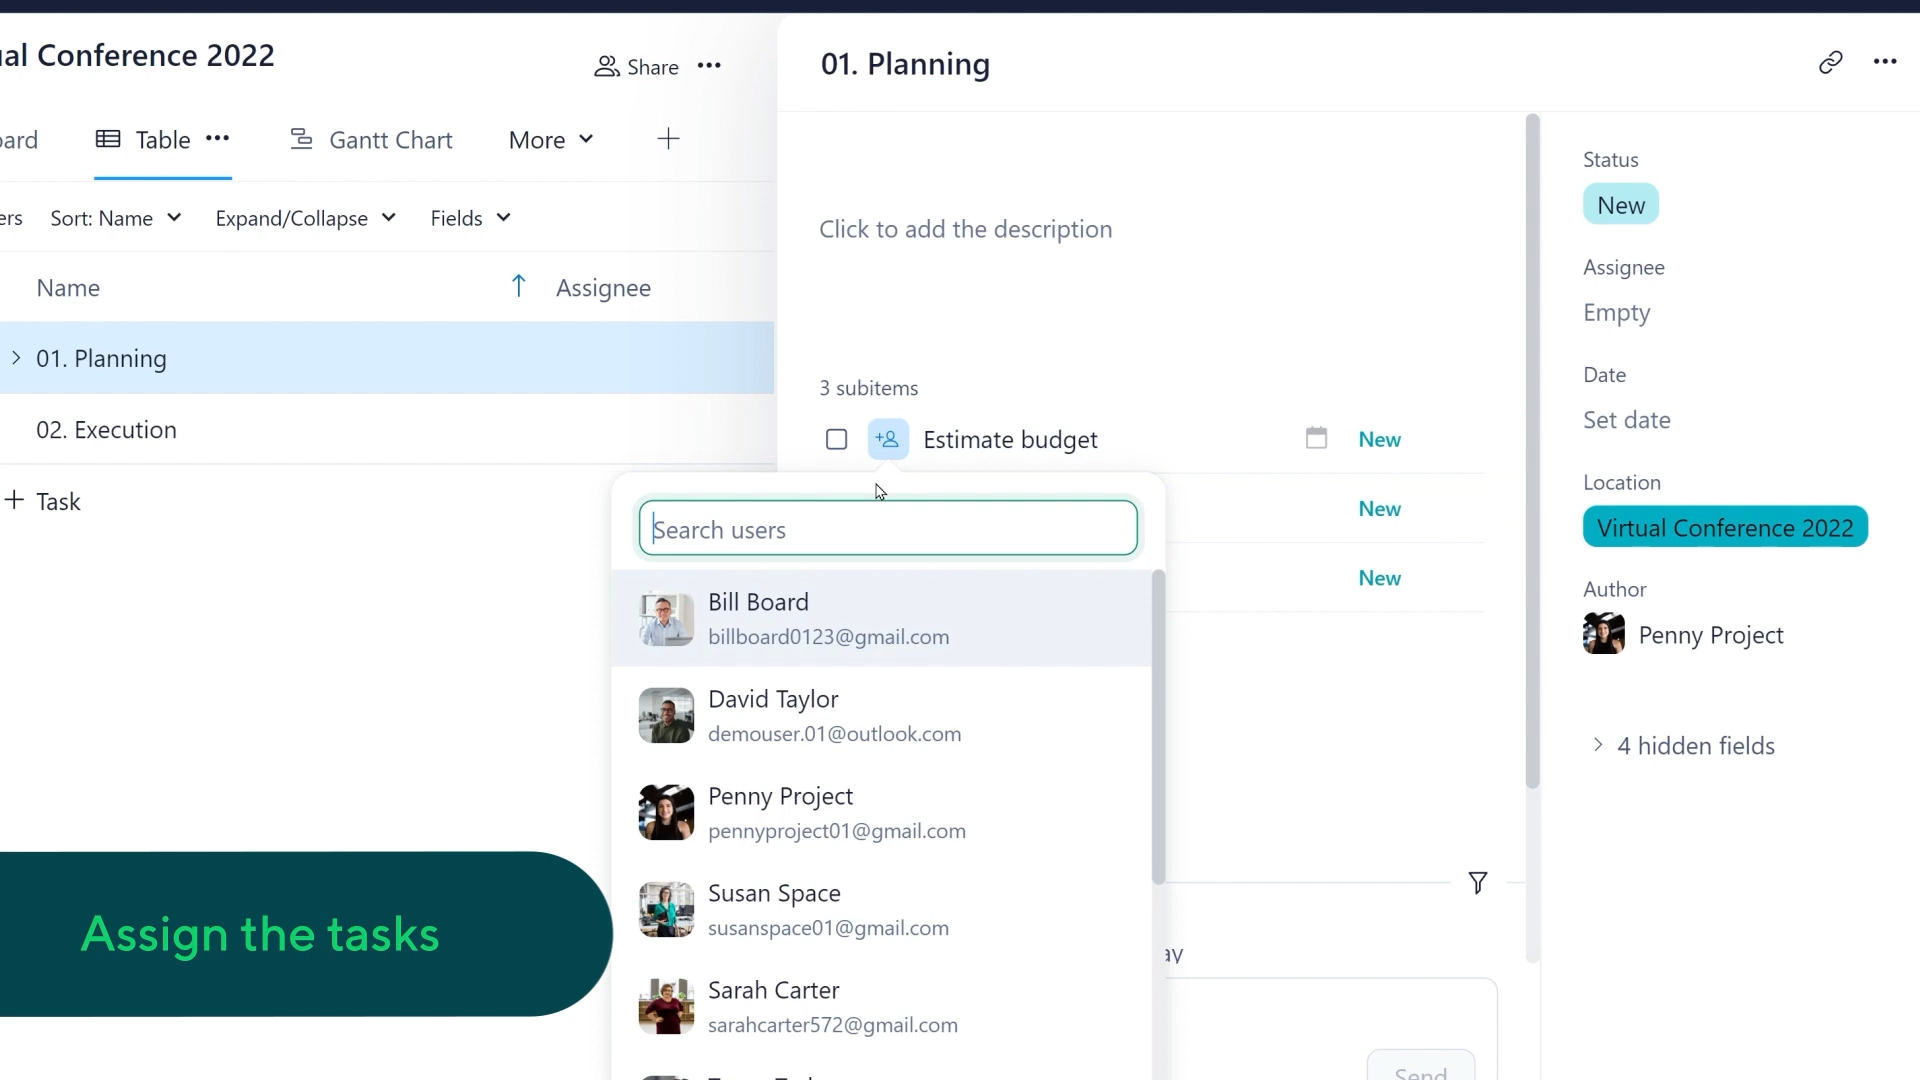 Conference 2022
Share
01. Planning
Table
Gantt Chart
More
Sort: Name
Expand/Collapse
Fields
Name
Assignee
01. Planning
02. Execution
Task
Click to add the description
3 subitems
Estimate budget
New
New
New
Search users
Bill Board
billboard0123@gmail.com
David Taylor
demouser.01@outlook.com
Penny Project
pennyproject01@gmail.com
Susan Space
susanspace01@gmail.com
Sarah Carter
sarahcarter572@gmail.com
Send
Status
New
Assignee
Empty
Date
Set date
Location
Virtual Conference 2022
Author
Penny Project
4 hidden fields
Assign the tasks